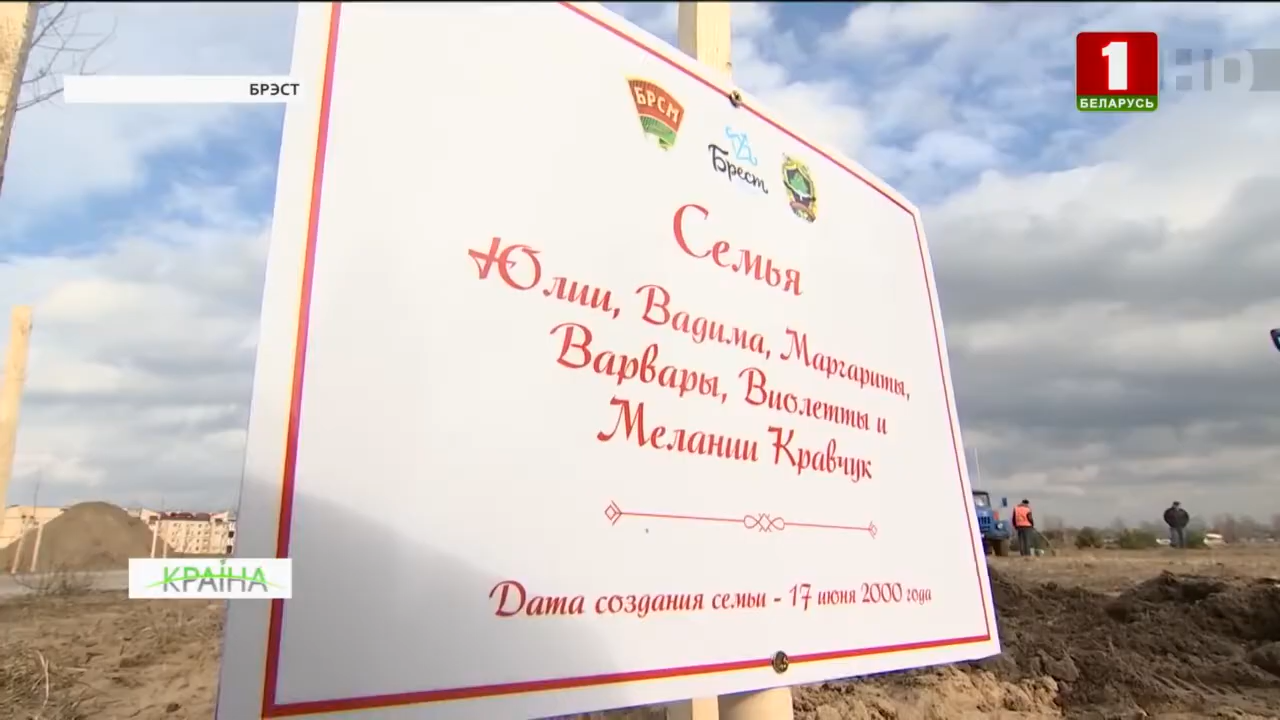 БРЭСТ
1
HD
БЕЛАРУСЬ
БРСМ
Брест
Семья
Юлии, Вадима, Маргариты,
Варвары, Виолетты и
Мелании Кравчук
Дата создания семьи - 17 июня 2000 года
КРАІНА